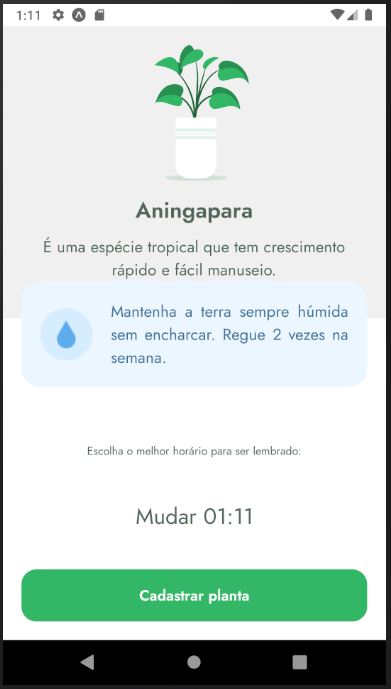 1:11
Aningapara
É uma espécie tropical que tem crescimento
rápido e fácil manuseio.
Mantenha a terra sempre húmida
sem encharcar. Regue 2 vezes na
semana.
Escolha o melhor horário para ser lembrado:
Mudar 01:11
Cadastrar planta